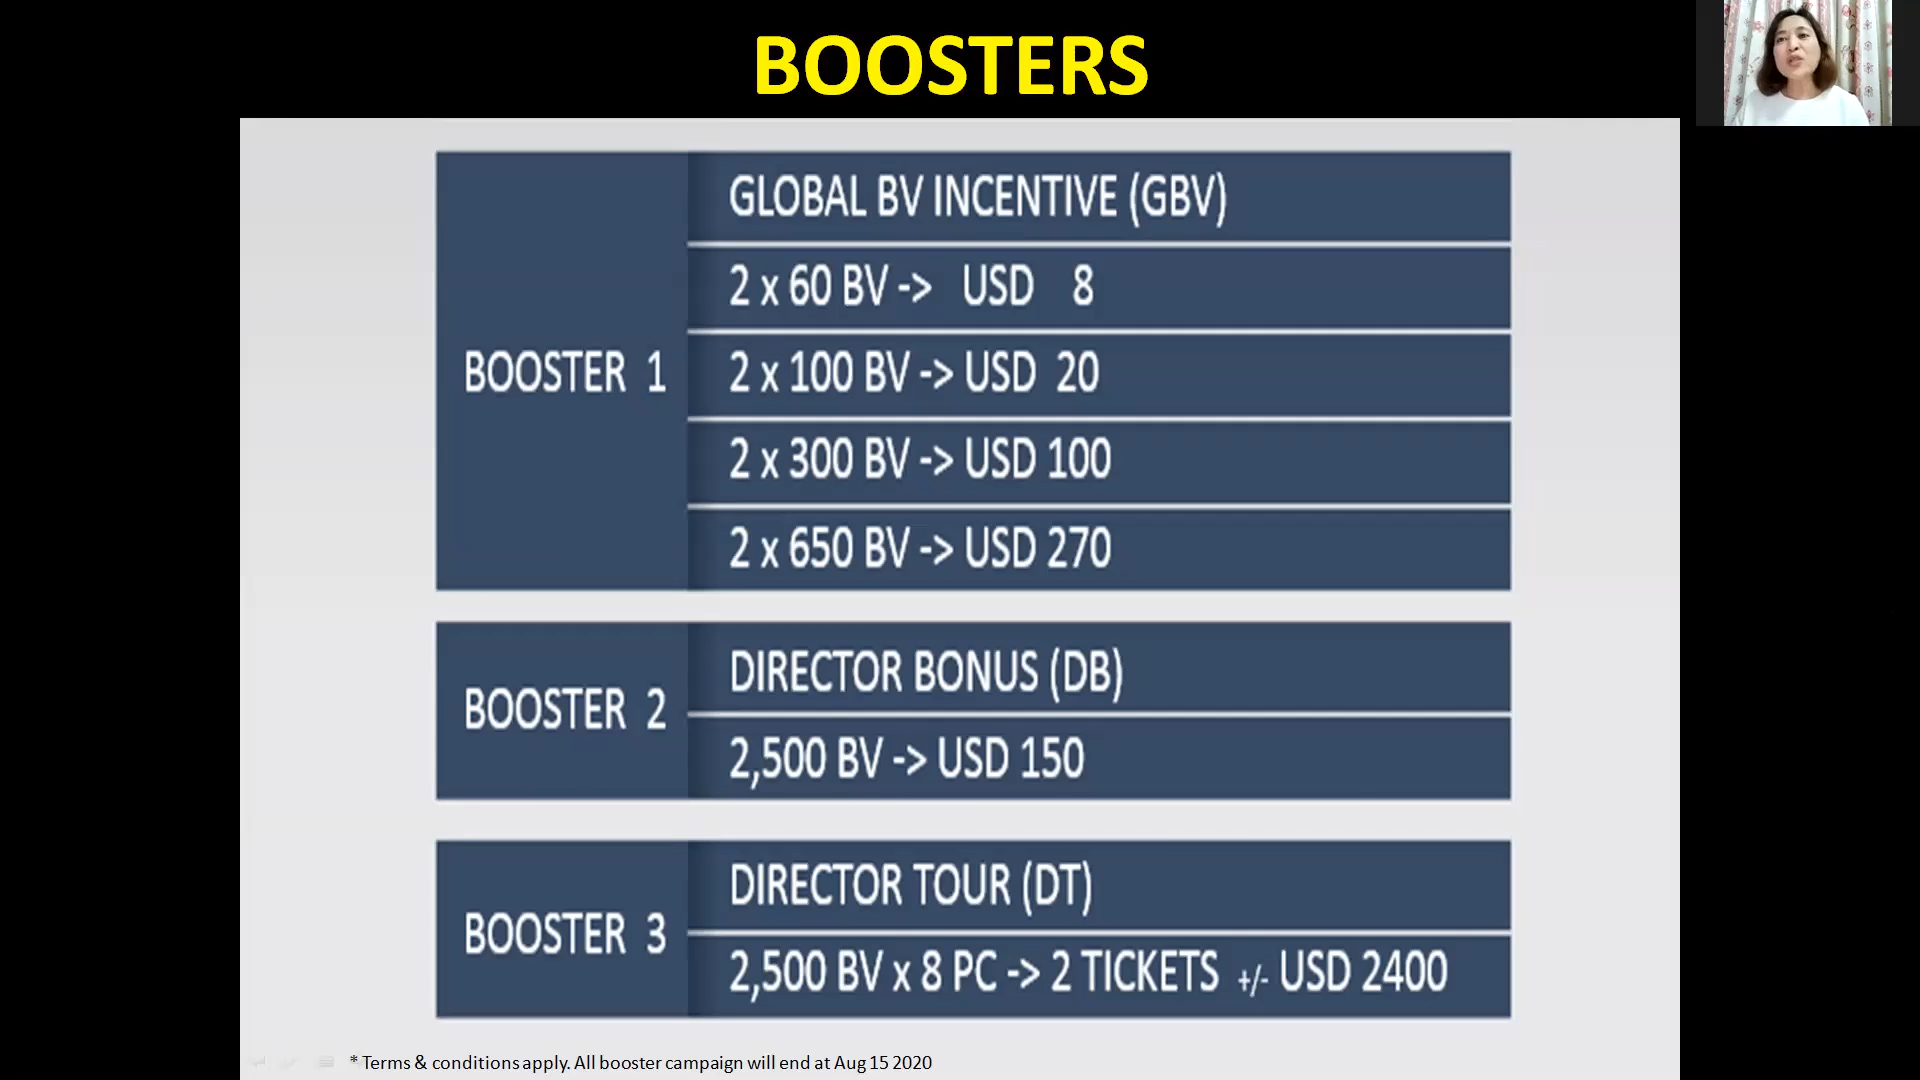 BOOSTERS
BOOSTER 1
GLOBAL BV INCENTIVE (GBV)
2 x 60 BV -> USD 8
2 x 100 BV -> USD 20
2 x 300 BV -> USD 100
2 x 650 BV -> USD 270
BOOSTER 2
DIRECTOR BONUS (DB)
2,500 BV -> USD 150
BOOSTER 3
DIRECTOR TOUR (DT)
2,500 BV x 8 PC -> 2 TICKETS +/- USD 2400
* Terms & conditions apply. All booster campaign will end at Aug 15 2020